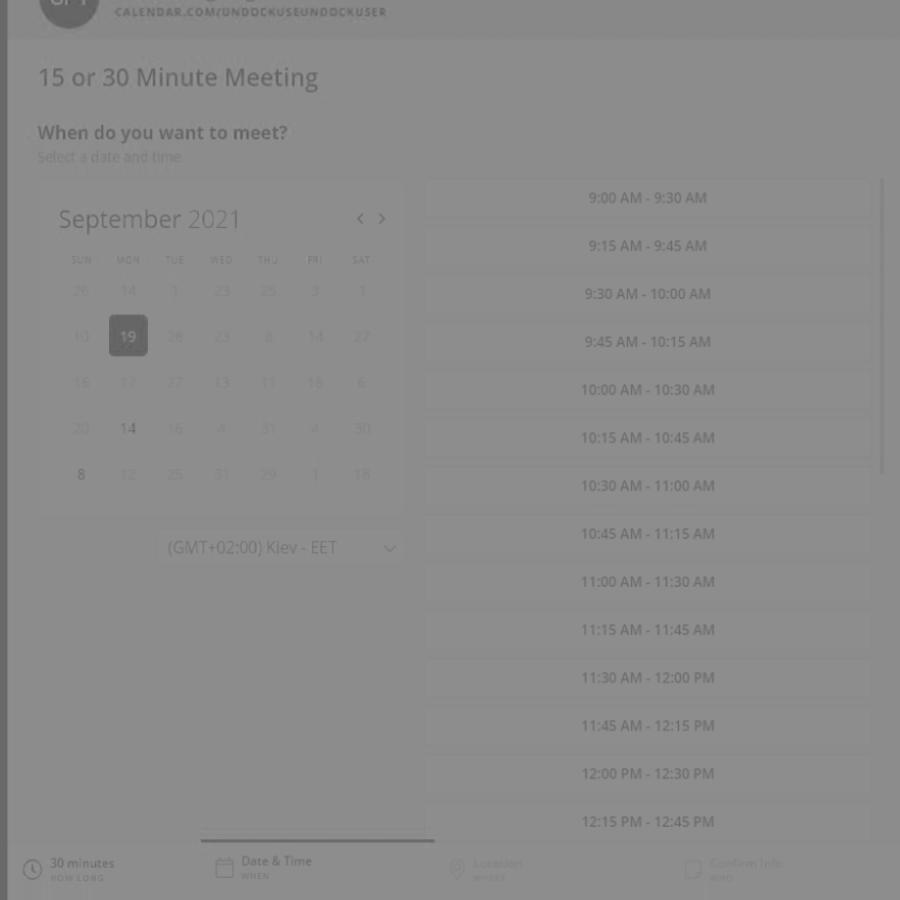 CALENDAR.COM/UNDOCKUSEUNDOCKUSER
15 or 30 Minute Meeting
When do you want to meet?
Select a date and time
September 2021
SUN MON TUE WED THU FRI SAT
26 14 1 23 25 3 1
10 19 28 23 8 14 27
16 17 27 13 11 18 6
20 14 16 4 31 4 30
8 12 25 31 29 1 18
(GMT+02:00) Kiev - EET
9:00 AM - 9:30 AM
9:15 AM - 9:45 AM
9:30 AM - 10:00 AM
9:45 AM - 10:15 AM
10:00 AM - 10:30 AM
10:15 AM - 10:45 AM
10:30 AM - 11:00 AM
10:45 AM - 11:15 AM
11:00 AM - 11:30 AM
11:15 AM - 11:45 AM
11:30 AM - 12:00 PM
11:45 AM - 12:15 PM
12:00 PM - 12:30 PM
12:15 PM - 12:45 PM
30 minutes
HOW LONG
Date & Time
WHEN
Location
WHERE
Confirm Info
WHO